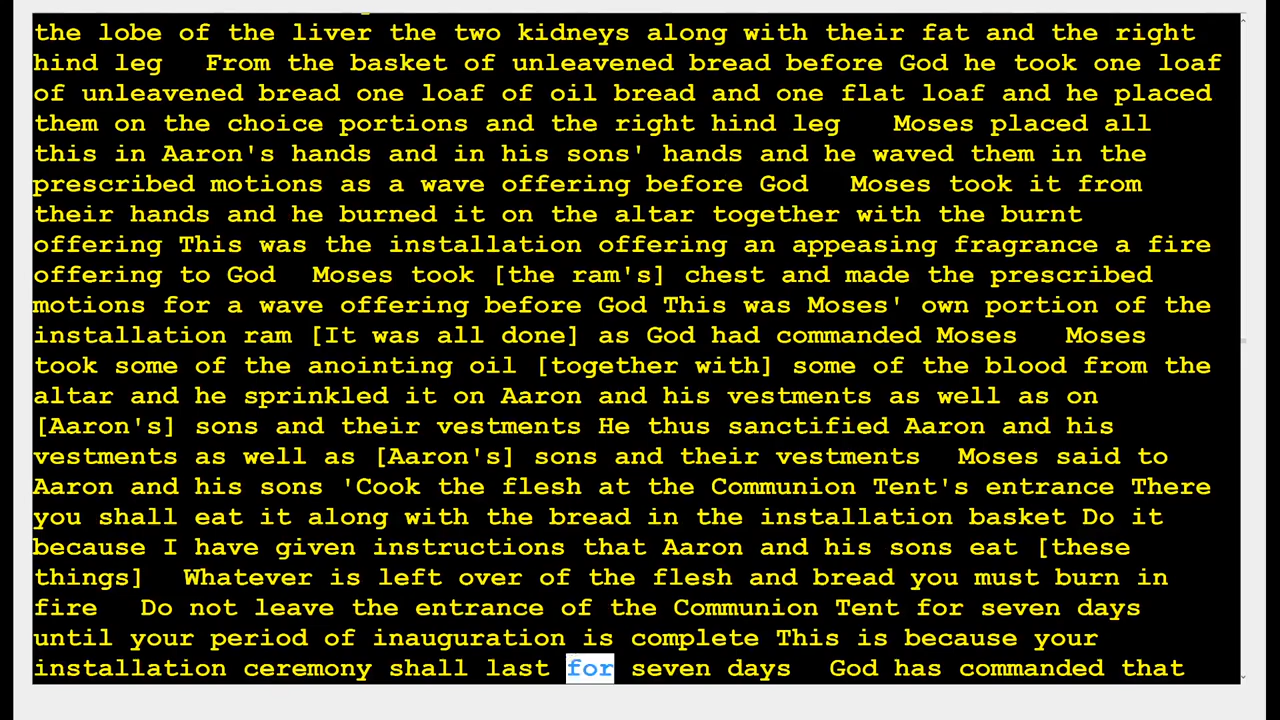 the lobe of the liver the two kidneys along with their fat and the right
hind leg   From the basket of unleavened bread before God he took one loaf
of unleavened bread one loaf of oil bread and one flat loaf and he placed
them on the choice portions and the right hind leg   Moses placed all
this in Aaron's hands and in his sons' hands and he waved them in the
prescribed motions as a wave offering before God   Moses took it from
their hands and he burned it on the altar together with the burnt
offering This was the installation offering an appeasing fragrance a fire
offering to God   Moses took [the ram's] chest and made the prescribed
motions for a wave offering before God This was Moses' own portion of the
installation ram [It was all done] as God had commanded Moses   Moses
took some of the anointing oil [together with] some of the blood from the
altar and he sprinkled it on Aaron and his vestments as well as on
[Aaron's] sons and their vestments He thus sanctified Aaron and his
vestments as well as [Aaron's] sons and their vestments   Moses said to
Aaron and his sons 'Cook the flesh at the Communion Tent's entrance There
you shall eat it along with the bread in the installation basket Do it
because I have given instructions that Aaron and his sons eat [these
things]   Whatever is left over of the flesh and bread you must burn in
fire   Do not leave the entrance of the Communion Tent for seven days
until your period of inauguration is complete This is because your
installation ceremony shall last for seven days   God has commanded that